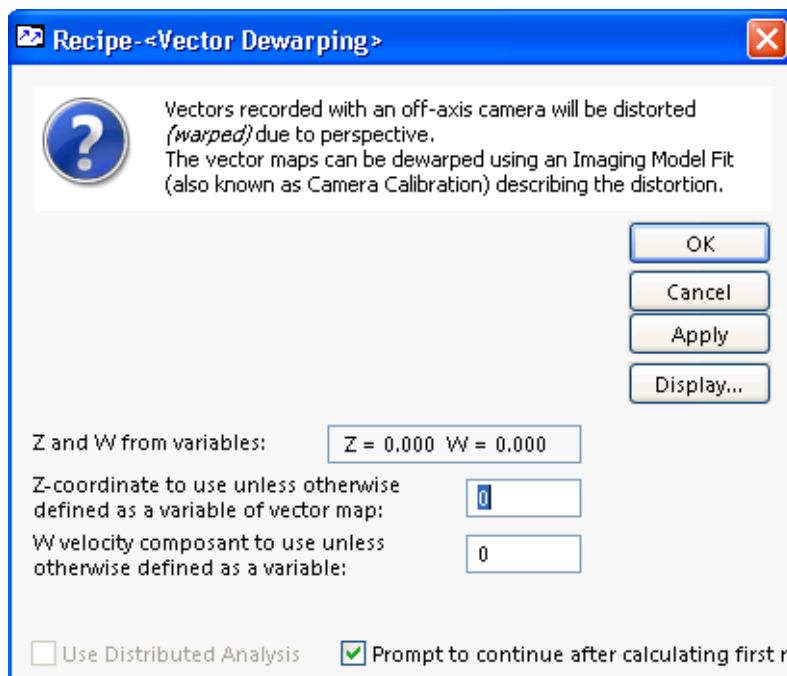 Recipe-<Vector Dewarping>
Vectors recorded with an off-axis camera will be distorted
(warped) due to perspective.
The vector maps can be dewarped using an Imaging Model Fit
(also known as Camera Calibration) describing the distortion.
OK
Cancel
Apply
Display...
Z and W from variables:
Z = 0.000 W = 0.000
Z-coordinate to use unless otherwise
defined as a variable of vector map:
0
W velocity composant to use unless
otherwise defined as a variable:
0
Use Distributed Analysis
Prompt to continue after calculating first